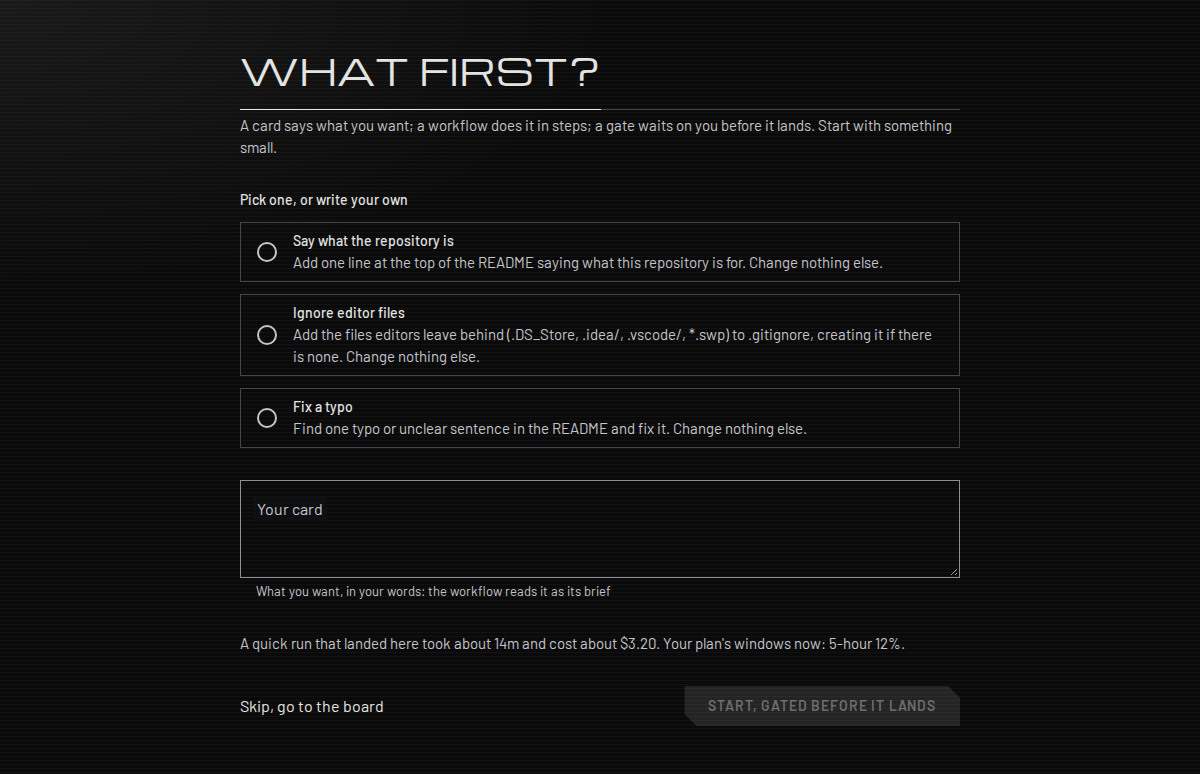 WHAT FIRST?
A card says what you want; a workflow does it in steps; a gate waits on you before it lands. Start with something
small.
Pick one, or write your own
Say what the repository is
Add one line at the top of the README saying what this repository is for. Change nothing else.
Ignore editor files
Add the files editors leave behind (.DS_Store, .idea/, .vscode/, *.swp) to .gitignore, creating it if there
is none. Change nothing else.
Fix a typo
Find one typo or unclear sentence in the README and fix it. Change nothing else.
Your card
What you want, in your words: the workflow reads it as its brief
A quick run that landed here took about 14m and cost about $3.20. Your plan's windows now: 5-hour 12%.
Skip, go to the board
START, GATED BEFORE IT LANDS